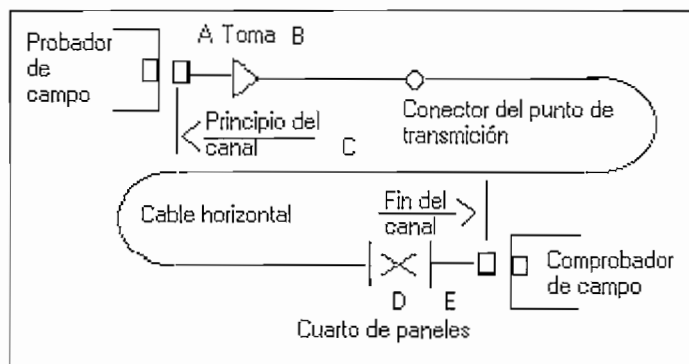 Probador
de
campo
A Toma B
Conector del punto de
transmición
Principio del
canal
C
Cable horizontal
Fin del
canal
Comprobador
de campo
D E
Cuarto de paneles